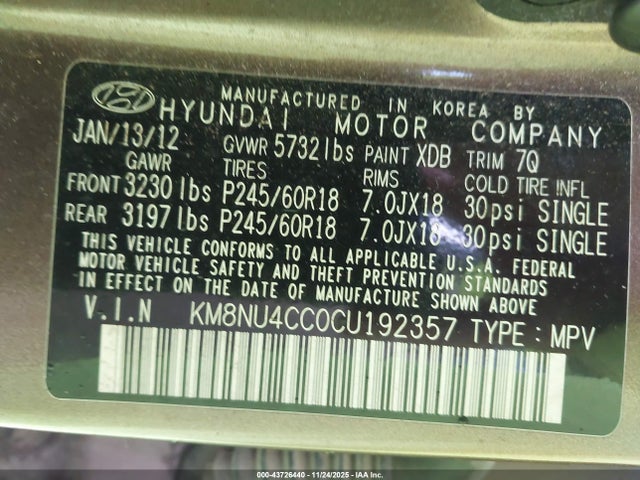 MANUFACTURED IN KOREA BY
HYUNDAI MOTOR COMPANY
JAN/13/12 GVWR 5732lbs PAINT XDB TRIM 7Q
GAWR TIRES RIMS COLD TIRE INFL
FRONT 3230lbs P245/60R18 7.0JX18 30psi SINGLE
REAR 3197lbs P245/60R18 7.0JX18 30psi SINGLE
THIS VEHICLE CONFORMS TO ALL APPLICABLE U.S.A. FEDERAL
MOTOR VEHICLE SAFETY AND THEFT PREVENTION STANDARDS
IN EFFECT ON THE DATE OF MANUFACTURE SHOWN ABOVE.
V.I.N KM8NU4CC0CU192357 TYPE : MPV
000-43726440 - 11/24/2025 - IAA Inc.